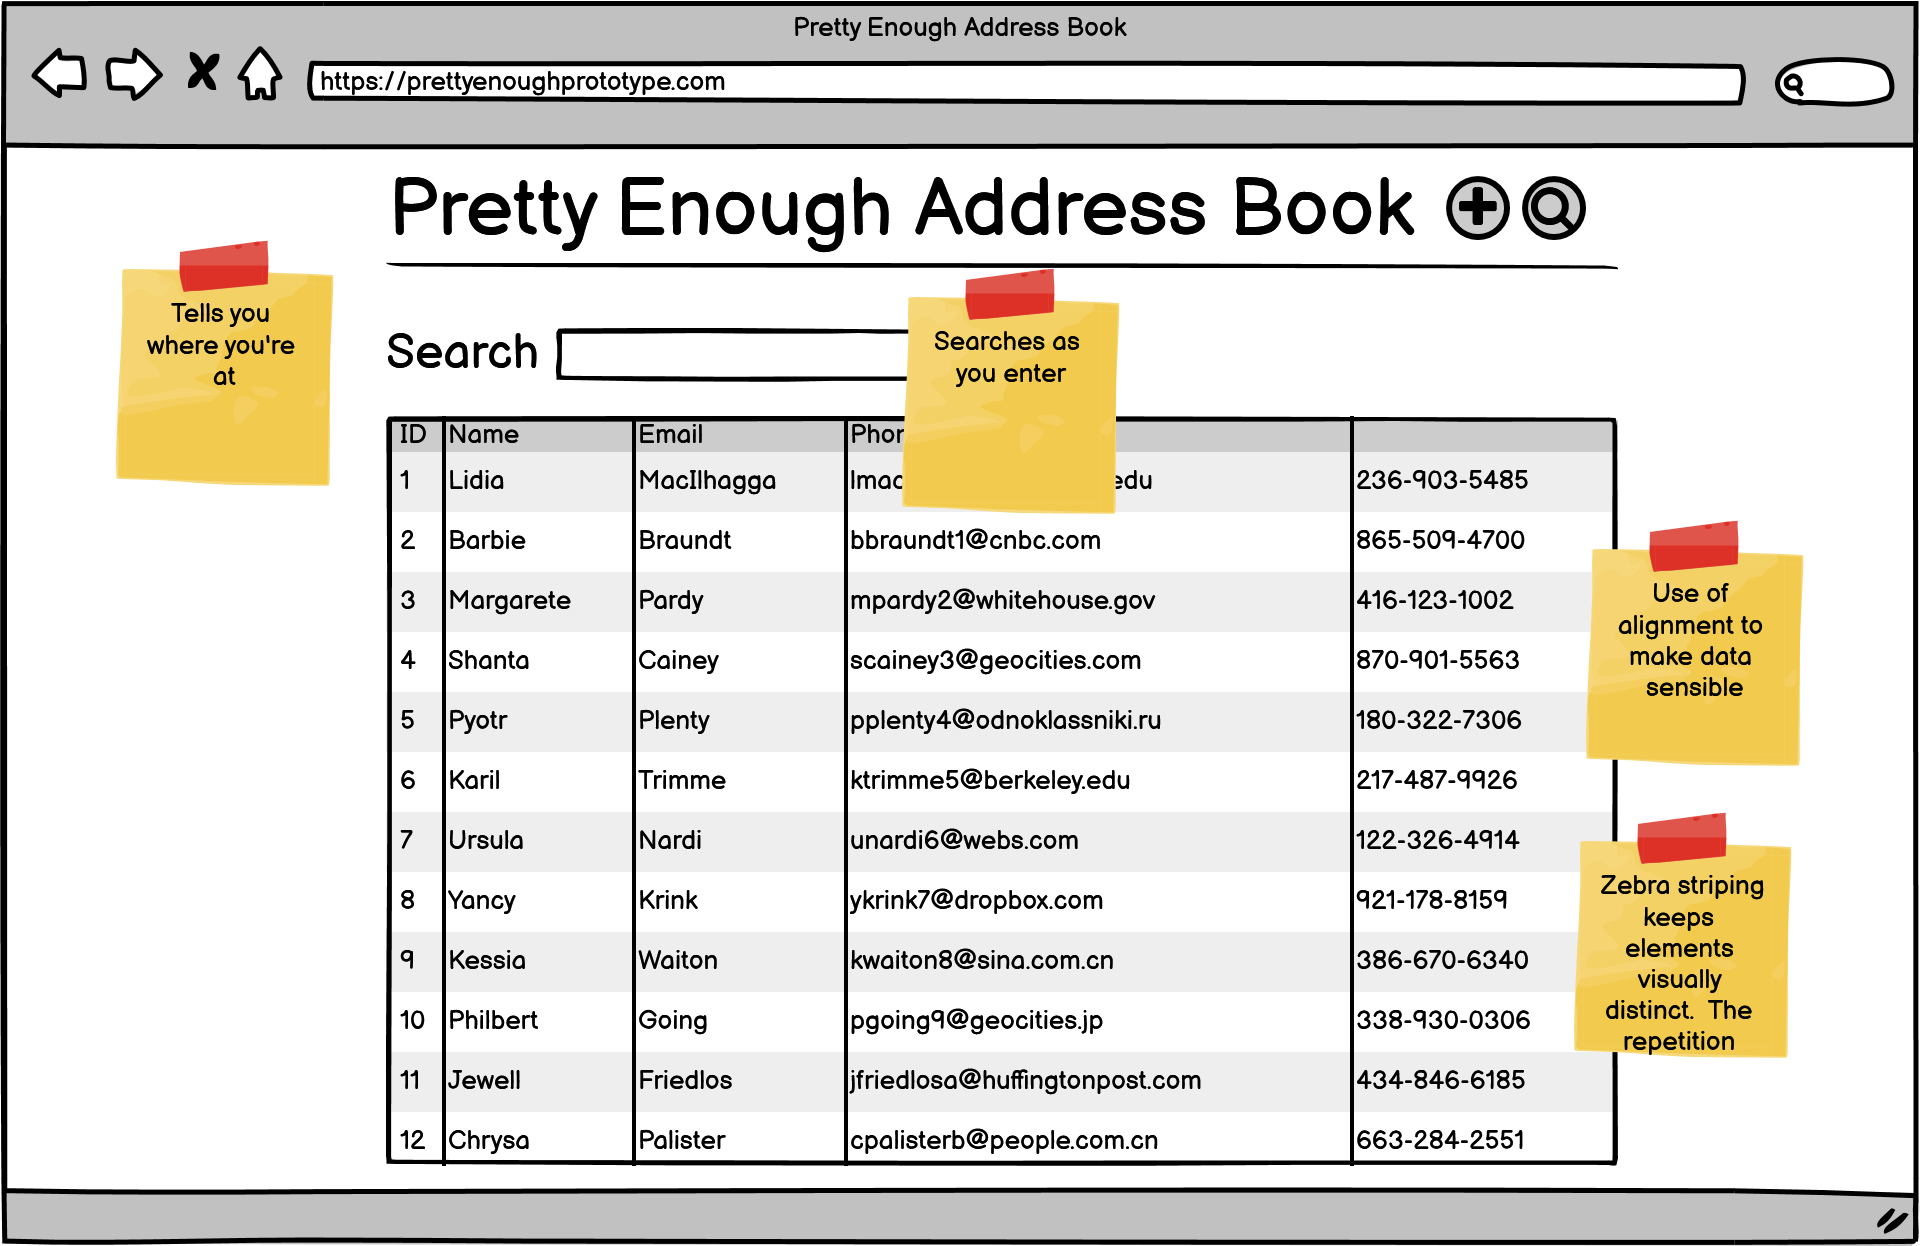 Pretty Enough Address Book
https://prettyenoughprototype.com
Pretty Enough Address Book
Tells you
where you're
at
Search
Searches as
you enter
ID Name Email
1 Lidia MacIlhagga 236-903-5485
2 Barbie Braundt bbraundt1@cnbc.com 865-509-4700
3 Margarete Pardy mpardy2@whitehouse.gov 416-123-1002
4 Shanta Cainey scainey3@geocities.com 870-901-5563
5 Pyotr Plenty pplenty4@odnoklassniki.ru 180-322-7306
6 Karil Trimme ktrimme5@berkeley.edu 217-487-9926
7 Ursula Nardi unardi6@webs.com 122-326-4914
8 Yancy Krink ykrink7@dropbox.com 921-178-8159
9 Kessia Waiton kwaiton8@sina.com.cn 386-670-6340
10 Philbert Going pgoing9@geocities.jp 338-930-0306
11 Jewell Friedlos jfriedlosa@huffingtonpost.com 434-846-6185
12 Chrysa Palister cpalisterb@people.com.cn 663-284-2551
Use of
alignment to
make data
sensible
Zebra striping
keeps
elements
visually
distinct.  The
repetition